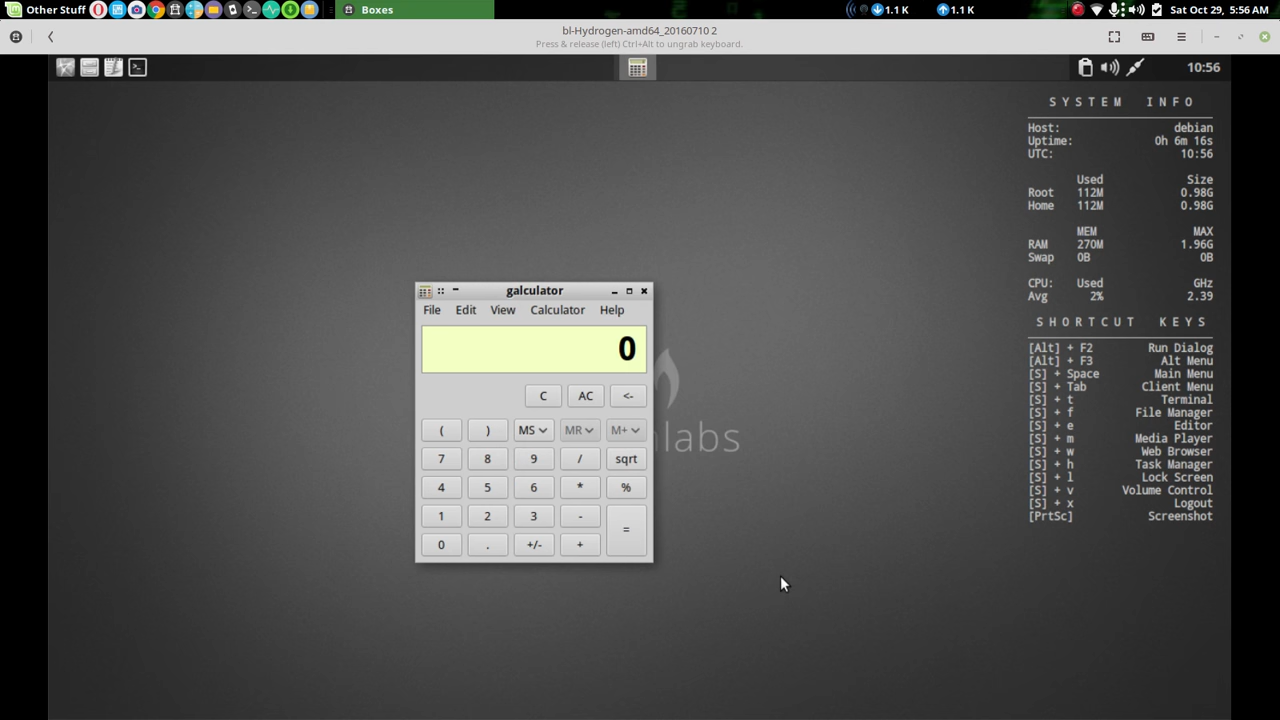 Other Stuff
Boxes
1.1 K
1.1 K
Sat Oct 29, 5:56 AM
bl-Hydrogen-amd64_20160710 2
Press & release (left) Ctrl+Alt to ungrab keyboard.
10:56
SYSTEM INFO
Host: debian
Uptime: 0h 6m 16s
UTC: 10:56
Used Size
Root 112M 0.98G
Home 112M 0.98G
MEM MAX
RAM 270M 1.96G
Swap 0B 0B
CPU: Used GHz
Avg 2% 2.39
SHORTCUT KEYS
[Alt] + F2 Run Dialog
[Alt] + F3 Alt Menu
[S] + Space Main Menu
[S] + Tab Client Menu
[S] + t Terminal
[S] + f File Manager
[S] + e Editor
[S] + m Media Player
[S] + w Web Browser
[S] + h Task Manager
[S] + l Lock Screen
[S] + v Volume Control
[S] + x Logout
[PrtSc] Screenshot
galculator
File Edit View Calculator Help
0
C AC <-
( ) MS MR M+
7 8 9 / sqrt
4 5 6 * %
1 2 3 -
=
0 . +/- +
labs